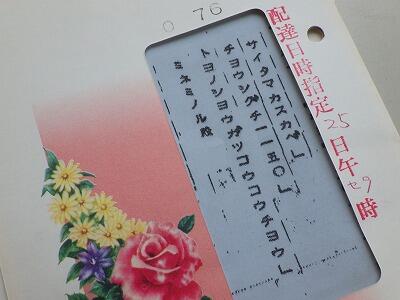 0 76
配達日時指定25日午セ9時
サイタマカスカベ」
チヨウングチ一一五〇」
トヨノシヨウガツコウコウチヨウ」
ミネミノル殿